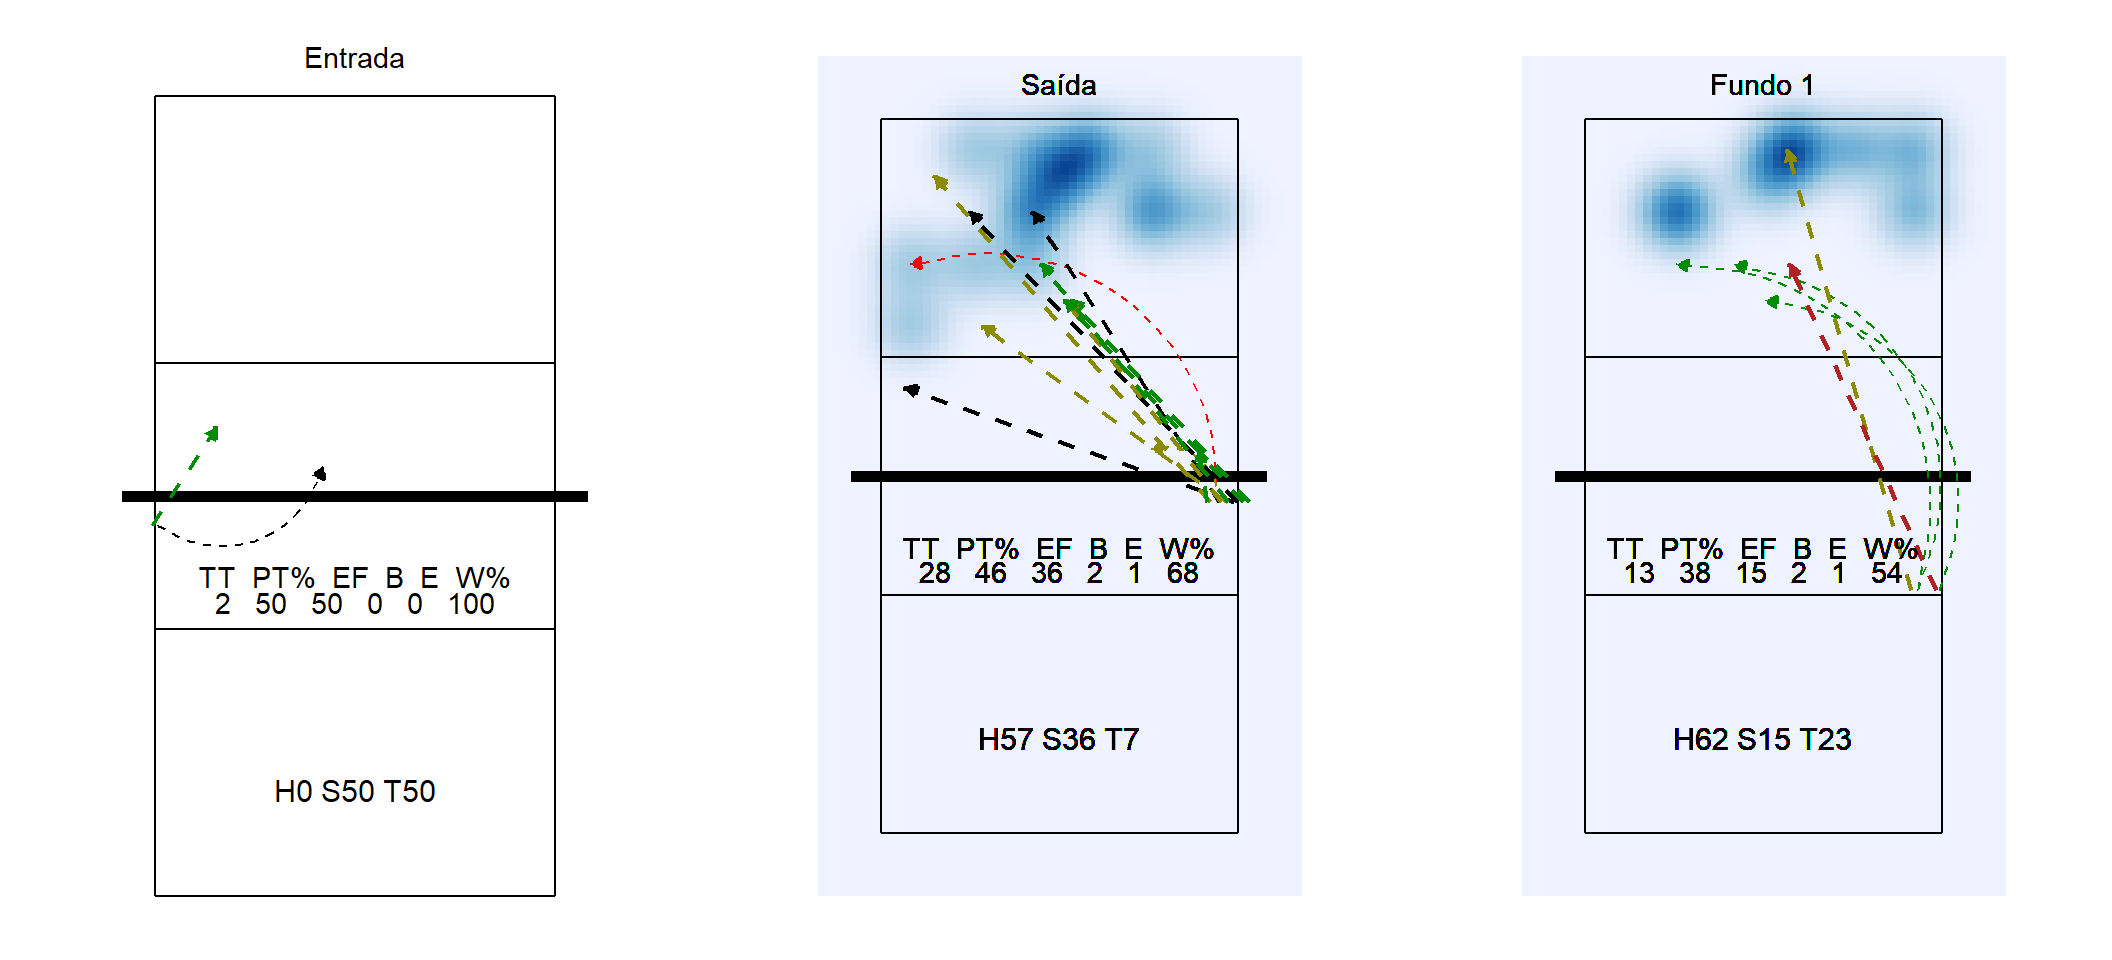 Entrada
TT PT% EF B E W%
2 50 50 0 0 100
H0 S50 T50
Saída
TT PT% EF B E W%
28 46 36 2 1 68
H57 S36 T7
Fundo 1
TT PT% EF B E W%
13 38 15 2 1 54
H62 S15 T23